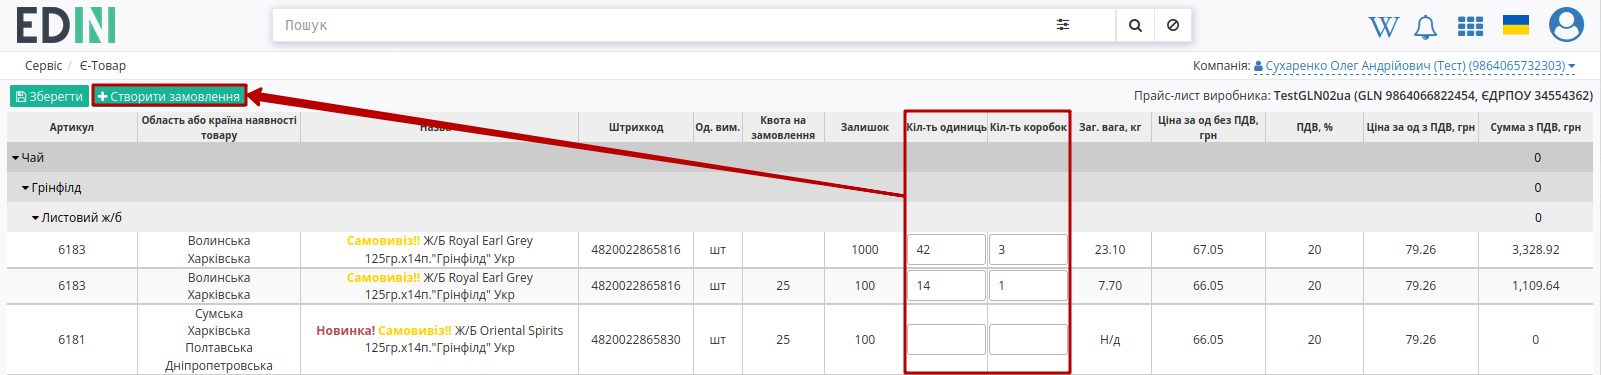 EDIN
Пошук
W
Сервіс / Є-Товар
Компанія: Сухаренко Олег Андрійович (Тест) (9864065732303)
Зберегти + Створити замовлення
Прайс-лист виробника: TestGLN02ua (GLN 9864066822454, ЄДРПОУ 34554362)
Артикул Область або країна наявності товару Назва Штрихкод Од. вим. Квота на замовлення Залишок Кіл-ть одиниць Кіл-ть коробок Заг. вага, кг Ціна за од без ПДВ, грн ПДВ, % Ціна за од з ПДВ, грн Сумма з ПДВ, грн
Чай 0
Грінфілд 0
Листовий ж/б 0
6183 Волинська Харківська Самовивіз!! Ж/Б Royal Earl Grey 125гр.х14п."Грінфілд" Укр 4820022865816 шт 1000 42 3 23.10 67.05 20 79.26 3,328.92
6183 Волинська Харківська Самовивіз!! Ж/Б Royal Earl Grey 125гр.х14п."Грінфілд" Укр 4820022865816 шт 25 100 14 1 7.70 66.05 20 79.26 1,109.64
6181 Сумська Харківська Полтавська Дніпропетровська Новинка! Самовивіз!! Ж/Б Oriental Spirits 125гр.х14п."Грінфілд" Укр 4820022865830 шт 25 100 Н/д 66.05 20 79.26 0